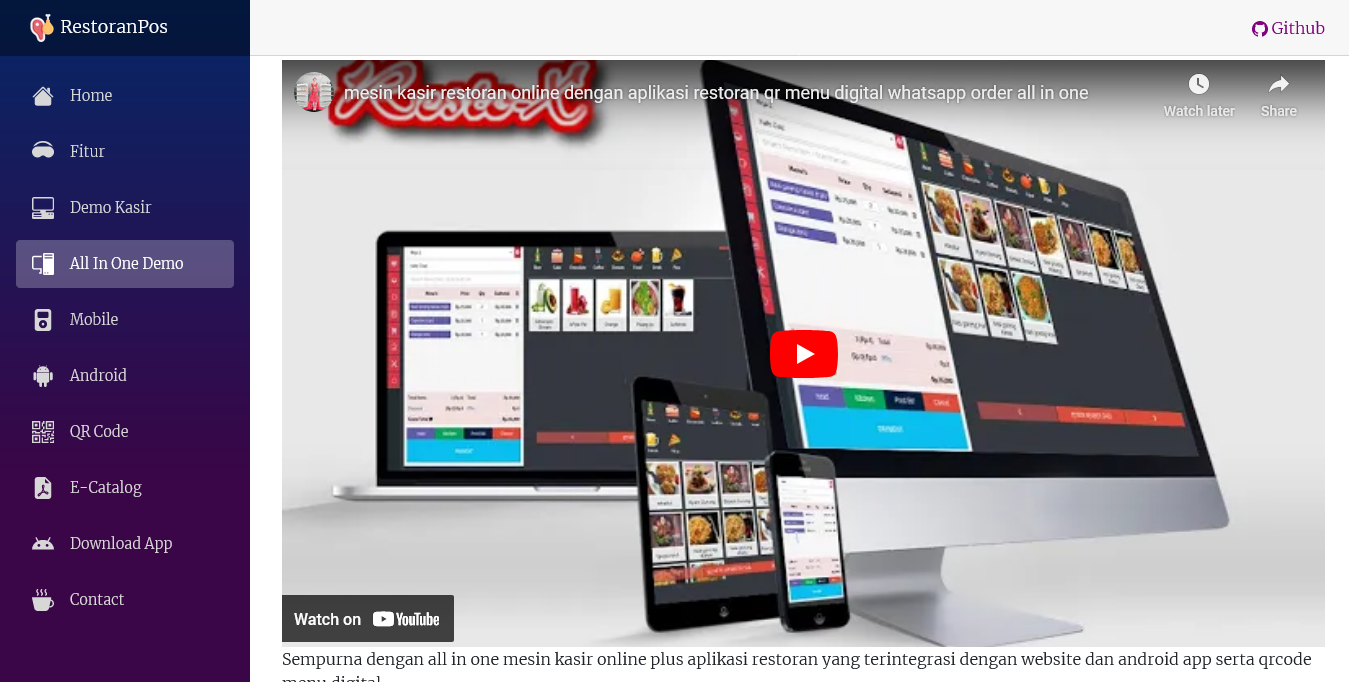 RestoranPos
Github
Home
Fitur
Demo Kasir
All In One Demo
Mobile
Android
QR Code
E-Catalog
Download App
Contact
mesin kasir restoran online dengan aplikasi restoran qr menu digital whatsapp order all in one
Watch later
Share
Watch on YouTube
Sempurna dengan all in one mesin kasir online plus aplikasi restoran yang terintegrasi dengan website dan android app serta qrcode
menu digital